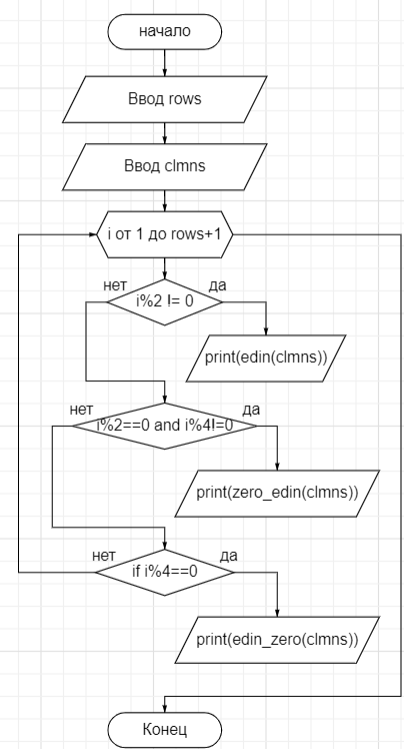 начало
Ввод rows
Ввод clmns
i от 1 до rows+1
нет
да
i%2 != 0
print(edin(clmns))
нет
да
i%2==0 and i%4!=0
print(zero_edin(clmns))
нет
да
if i%4==0
print(edin_zero(clmns))
Конец